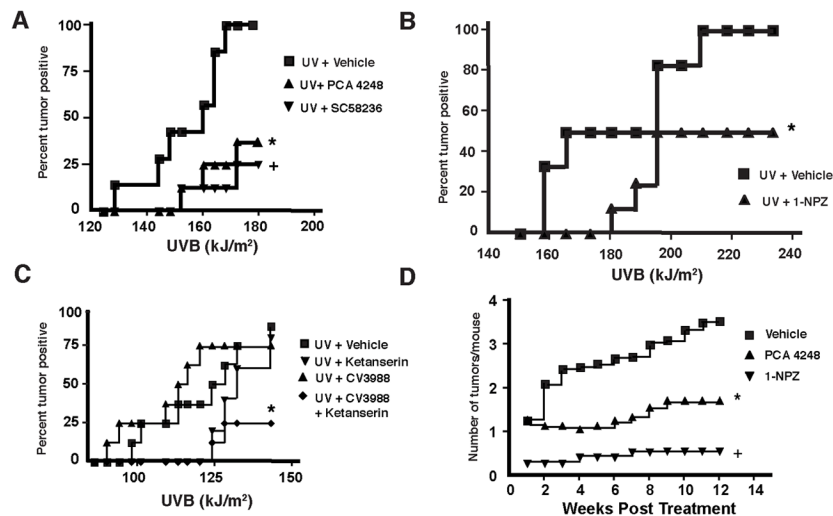 A
100
75
50
25
0
Percent tumor positive
120 140 160 180 200
UVB (kJ/m²)
UV + Vehicle
UV+ PCA 4248
UV + SC58236
*
+
B
100
80
60
40
20
0
Percent tumor positive
140 160 180 200 220 240
UVB (kJ/m²)
*
UV + Vehicle
UV + 1-NPZ
C
100
75
50
25
0
Percent tumor positive
100 125 150
UVB (kJ/m²)
UV + Vehicle
UV + Ketanserin
UV + CV3988
UV + CV3988
+ Ketanserin
*
D
4
3
2
1
0
Number of tumors/mouse
0 2 4 6 8 10 12 14
Weeks Post Treatment
Vehicle
PCA 4248
1-NPZ
*
+